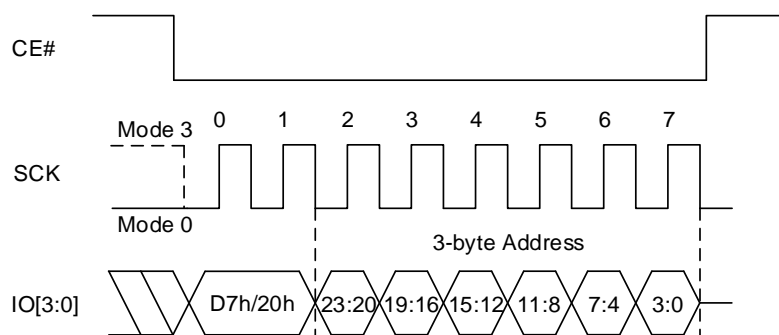 CE#
0 1 2 3 4 5 6 7
Mode 3
SCK
Mode 0
3-byte Address
IO[3:0]
D7h/20h 23:20 19:16 15:12 11:8 7:4 3:0